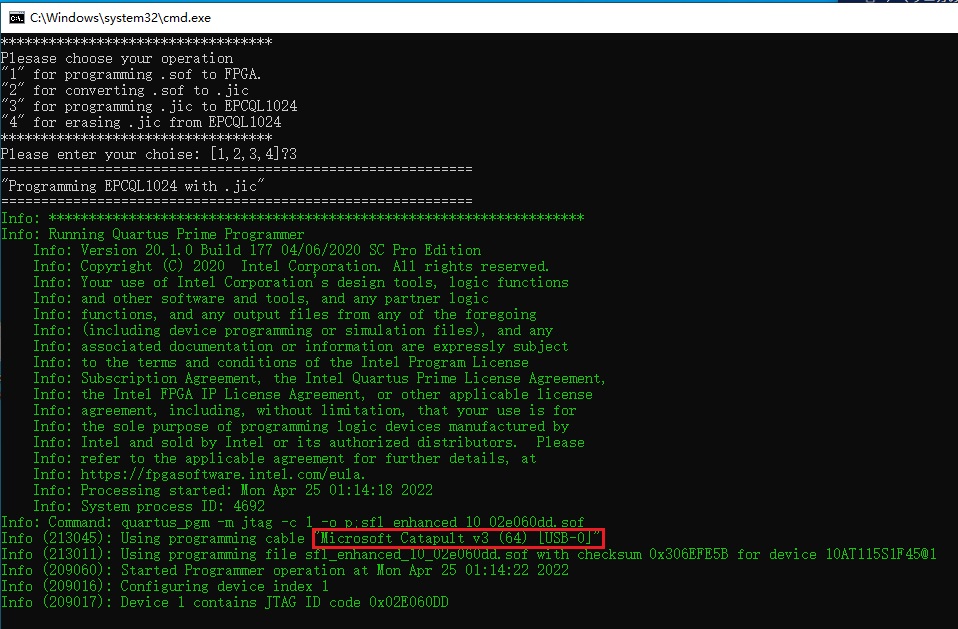 C:\Windows\system32\cmd.exe
**********************************
Plesase choose your operation
"1" for programming .sof to FPGA.
"2" for converting .sof to .jic
"3" for programming .jic to EPCQL1024
"4" for erasing .jic from EPCQL1024
**********************************
Please enter your choise: [1,2,3,4]?3
===========================================================
"Programming EPCQL1024 with .jic"
===========================================================
Info: *******************************************************************
Info: Running Quartus Prime Programmer
Info: Version 20.1.0 Build 177 04/06/2020 SC Pro Edition
Info: Copyright (C) 2020  Intel Corporation. All rights reserved.
Info: Your use of Intel Corporation's design tools, logic functions
Info: and other software and tools, and any partner logic
Info: functions, and any output files from any of the foregoing
Info: (including device programming or simulation files), and any
Info: associated documentation or information are expressly subject
Info: to the terms and conditions of the Intel Program License
Info: Subscription Agreement, the Intel Quartus Prime License Agreement,
Info: the Intel FPGA IP License Agreement, or other applicable license
Info: agreement, including, without limitation, that your use is for
Info: the sole purpose of programming logic devices manufactured by
Info: Intel and sold by Intel or its authorized distributors.  Please
Info: refer to the applicable agreement for further details, at
Info: https://fpgasoftware.intel.com/eula.
Info: Processing started: Mon Apr 25 01:14:18 2022
Info: System process ID: 4692
Info: Command: quartus_pgm -m jtag -c 1 -o p;sfl_enhanced_10_02e060dd.sof
Info (213045): Using programming cable "Microsoft Catapult v3 (64) [USB-0]"
Info (213011): Using programming file sfl_enhanced_10_02e060dd.sof with checksum 0x306EFE5B for device 10AT115S1F45@1
Info (209060): Started Programmer operation at Mon Apr 25 01:14:22 2022
Info (209016): Configuring device index 1
Info (209017): Device 1 contains JTAG ID code 0x02E060DD